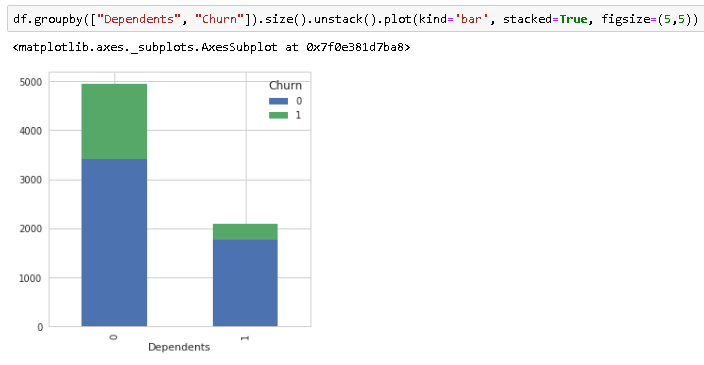 df.groupby(["Dependents", "Churn"]).size().unstack().plot(kind='bar', stacked=True, figsize=(5,5))
<matplotlib.axes._subplots.AxesSubplot at 0x7f0e381d7ba8>
Churn
0
1
5000
4000
3000
2000
1000
0
0
1
Dependents